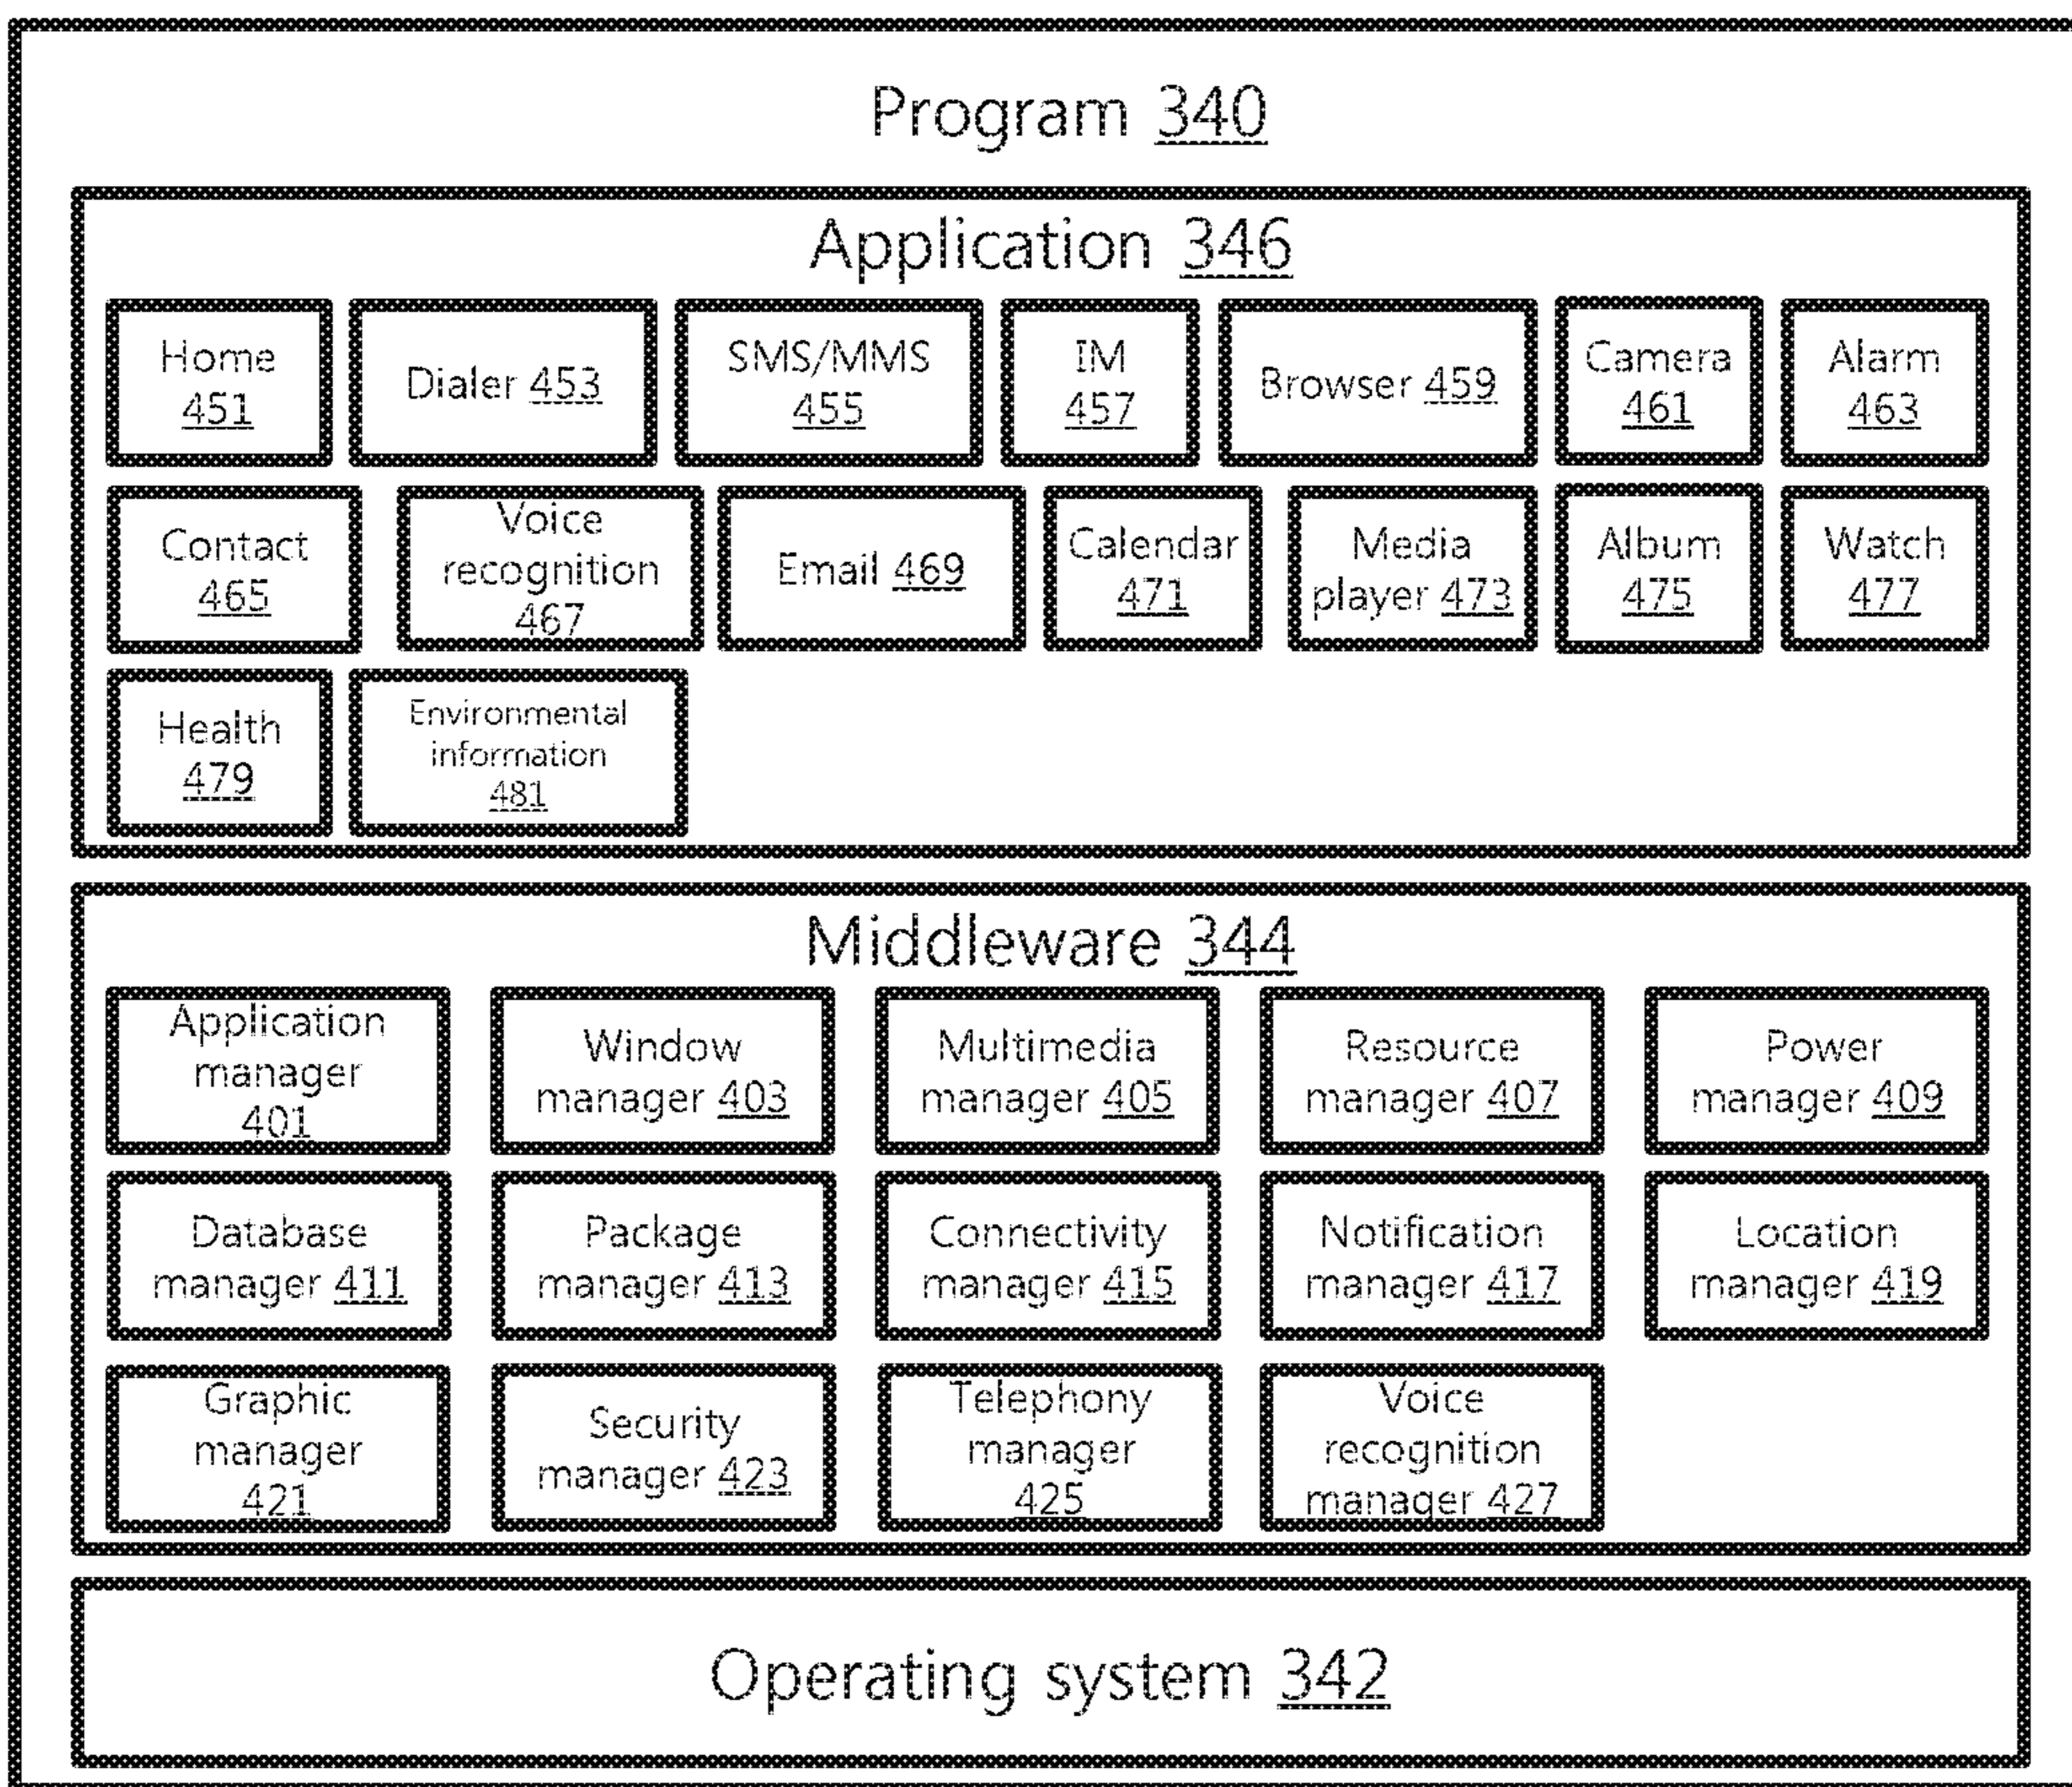 Program 340
Application 346
Home
451
Dialer 453
SMS/MMS
455
IM
457
Browser 459
Camera
461
Alarm
463
Contact
465
Voice
recognition
467
Email 469
Calendar
471
Media
player 473
Album
475
Watch
477
Health
479
Environmental
information
481
Middleware 344
Application
manager
401
Window
manager 403
Multimedia
manager 405
Resource
manager 407
Power
manager 409
Database
manager 411
Package
manager 413
Connectivity
manager 415
Notification
manager 417
Location
manager 419
Graphic
manager
421
Security
manager 423
Telephony
manager
425
Voice
recognition
manager 427
Operating system 342